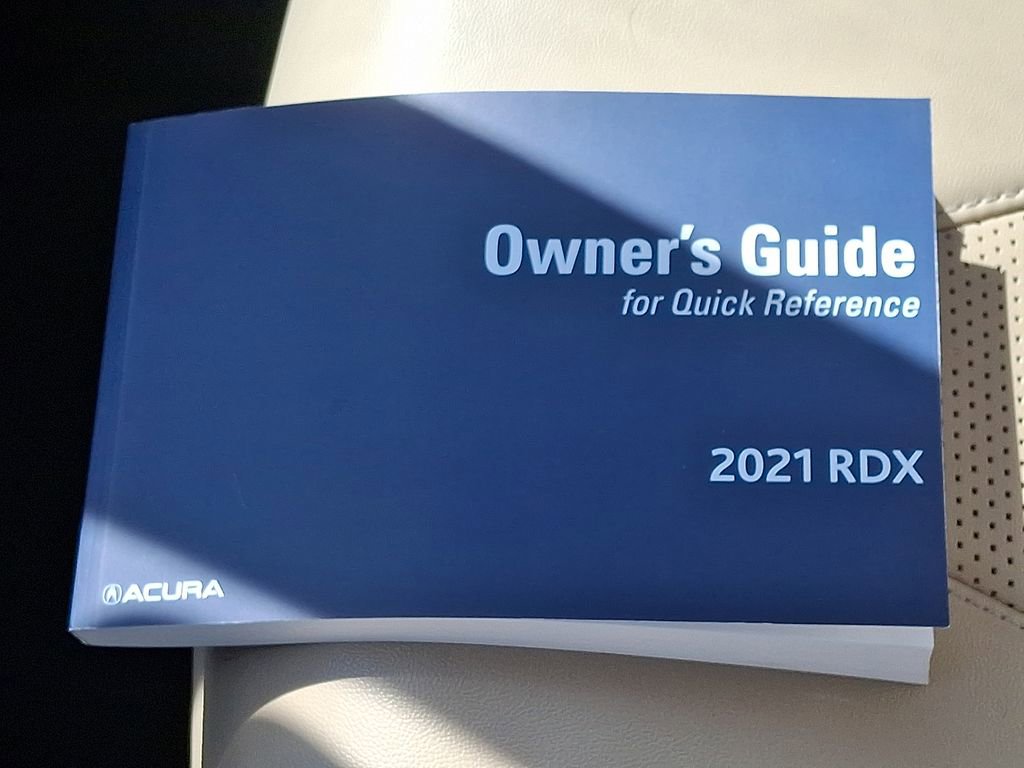 Owner's Guide
for Quick Reference
2021 RDX
ACURA